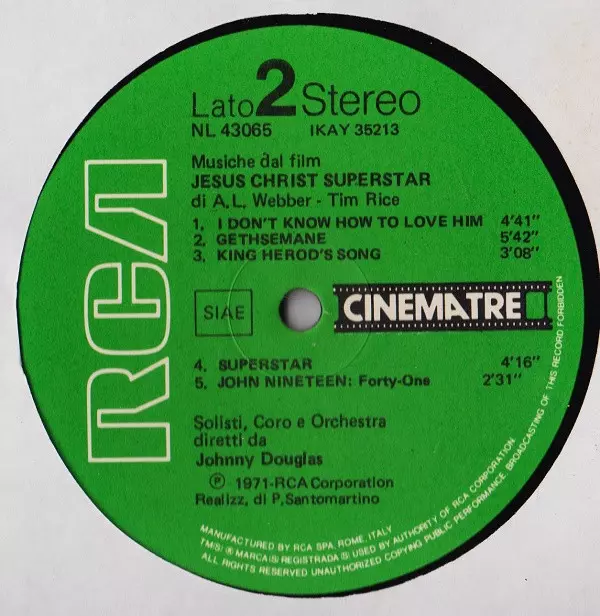 Lato 2 Stereo
NL 43065 IKAY 35213
Musiche dal film
JESUS CHRIST SUPERSTAR
di A.L. Webber - Tim Rice
1. I DON'T KNOW HOW TO LOVE HIM 4'41"
2. GETHSEMANE 5'42"
3. KING HEROD'S SONG 3'08"
RCA
SIAE
CINEMATRE
4. SUPERSTAR 4'16"
5. JOHN NINETEEN: Forty-One 2'31"
Solisti, Coro e Orchestra
diretti da
Johnny Douglas
Ⓟ 1971-RCA Corporation
Realizz. di P. Santomartino
MANUFACTURED BY RCA SPA, ROME, ITALY
TM(S) ® MARCA(S) REGISTRADA(S) USED BY AUTHORITY OF RCA CORPORATION.
ALL RIGHTS RESERVED UNAUTHORIZED COPYING PUBLIC PERFORMANCE. BROADCASTING OF THIS RECORD FORBIDDEN